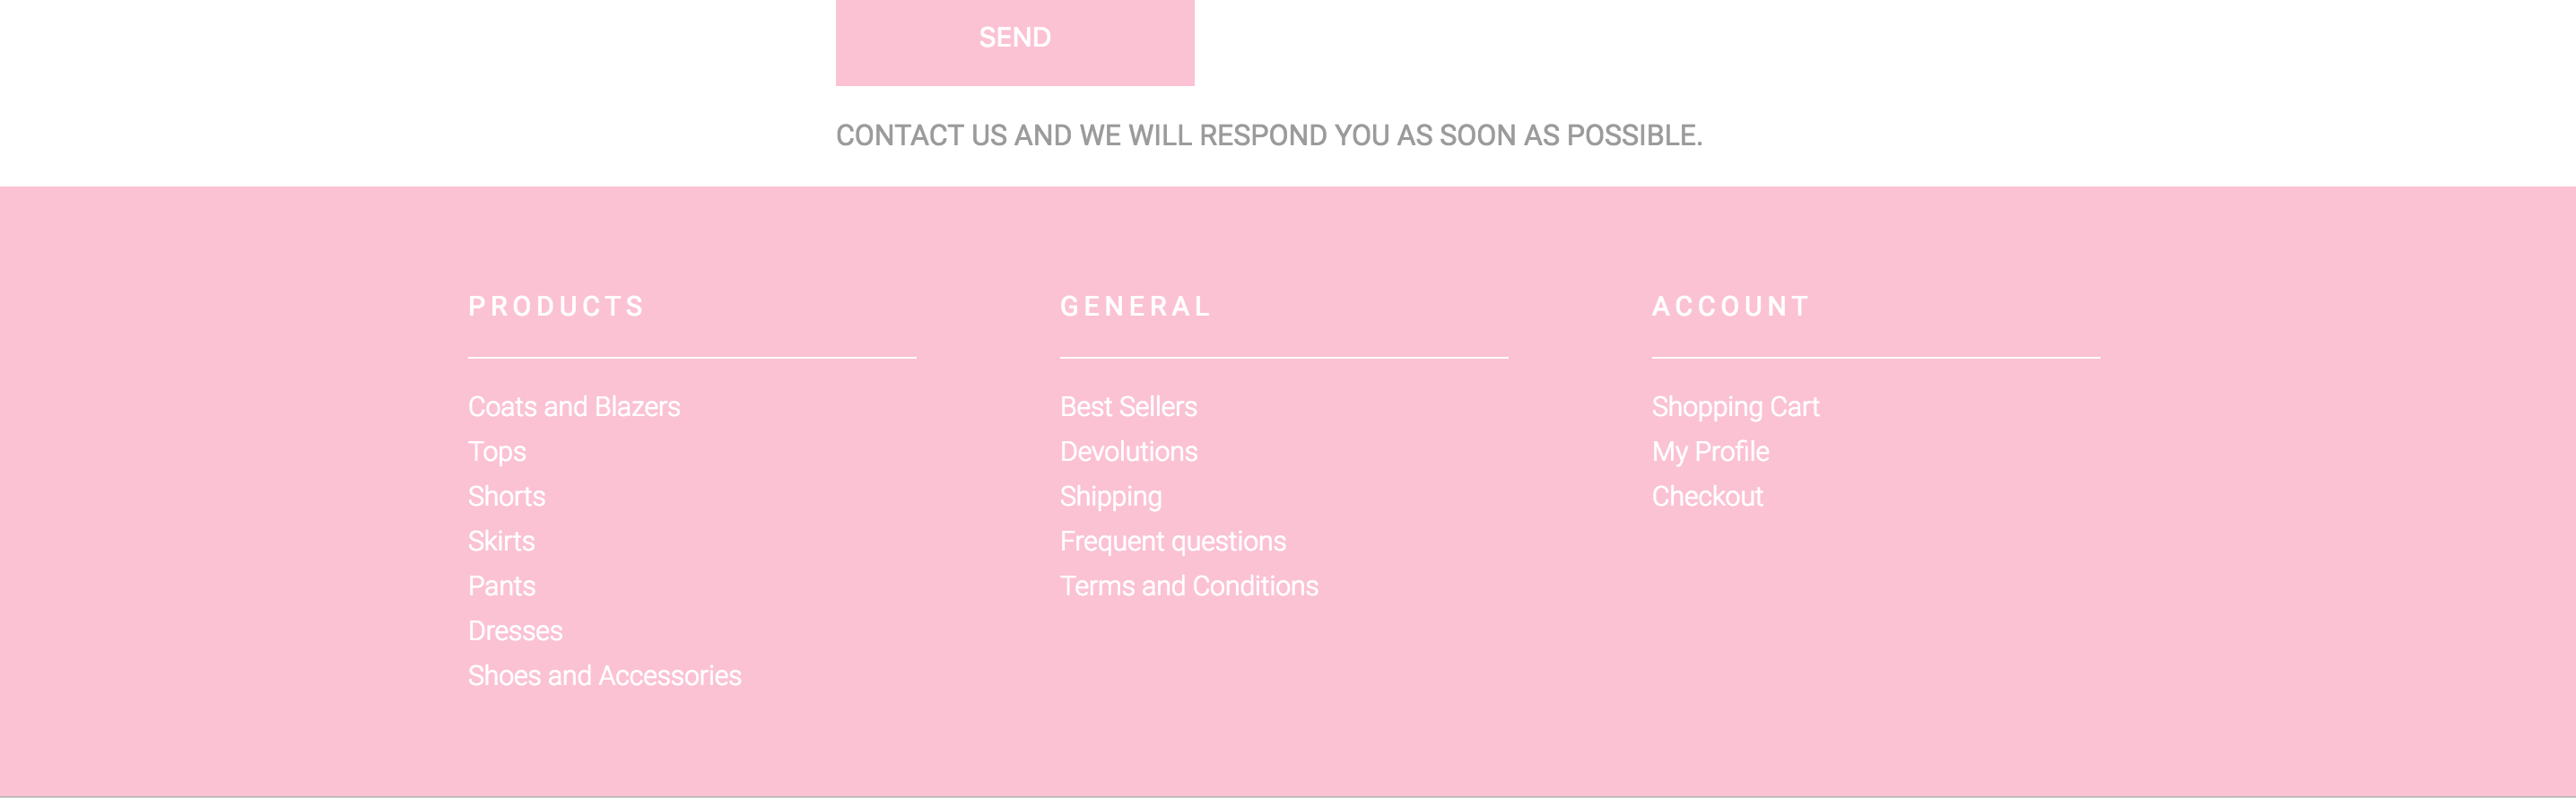 SEND
CONTACT US AND WE WILL RESPOND YOU AS SOON AS POSSIBLE.
PRODUCTS
Coats and Blazers
Tops
Shorts
Skirts
Pants
Dresses
Shoes and Accessories
GENERAL
Best Sellers
Devolutions
Shipping
Frequent questions
Terms and Conditions
ACCOUNT
Shopping Cart
My Profile
Checkout